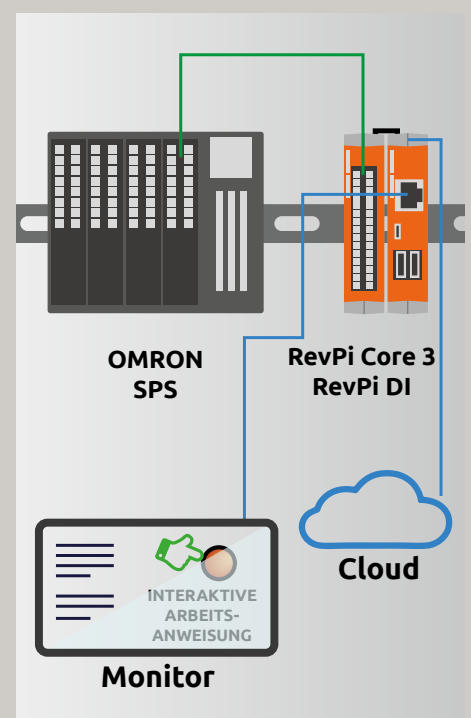 OMRON
SPS
RevPi Core 3
RevPi DI
Cloud
INTERAKTIVE
ARBEITS-
ANWEISUNG
Monitor